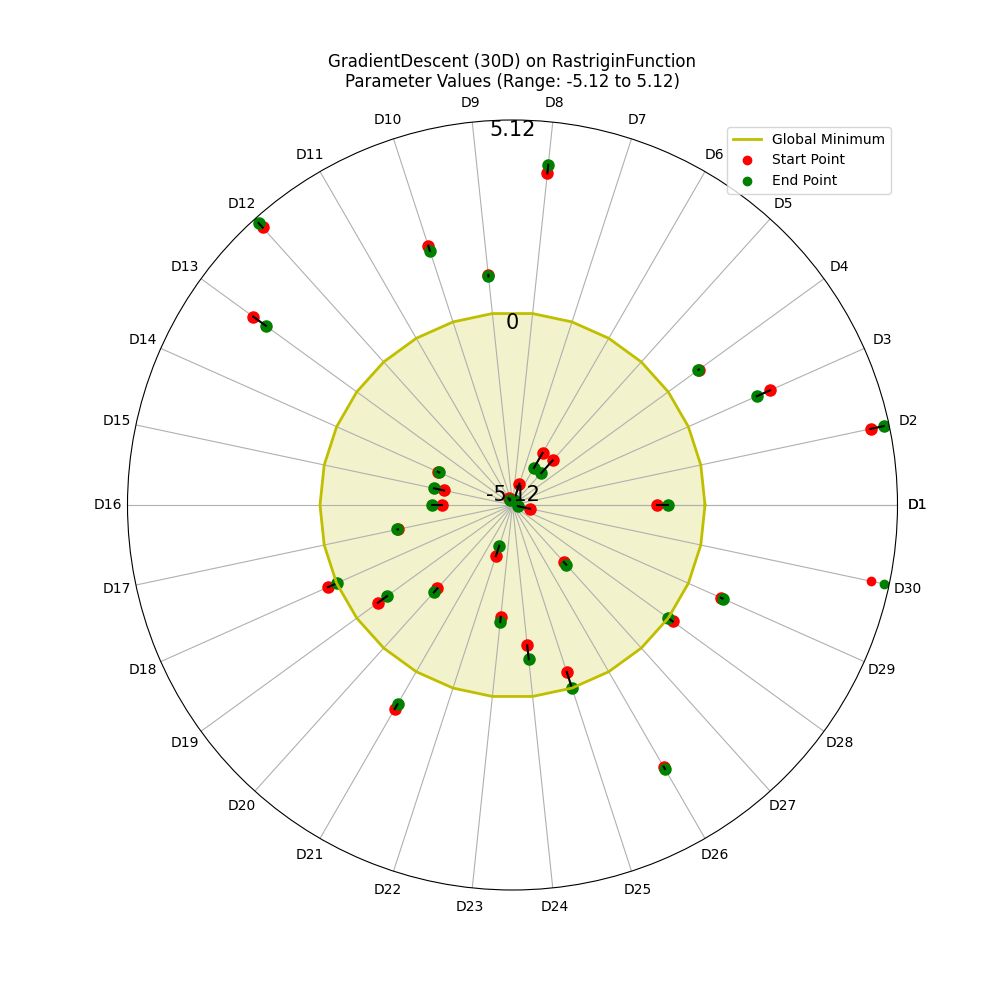 GradientDescent (30D) on RastriginFunction
Parameter Values (Range: -5.12 to 5.12)
Global Minimum
Start Point
End Point
5.12
0
-5.12
D1
D2
D3
D4
D5
D6
D7
D8
D9
D10
D11
D12
D13
D14
D15
D16
D17
D18
D19
D20
D21
D22
D23
D24
D25
D26
D27
D28
D29
D30